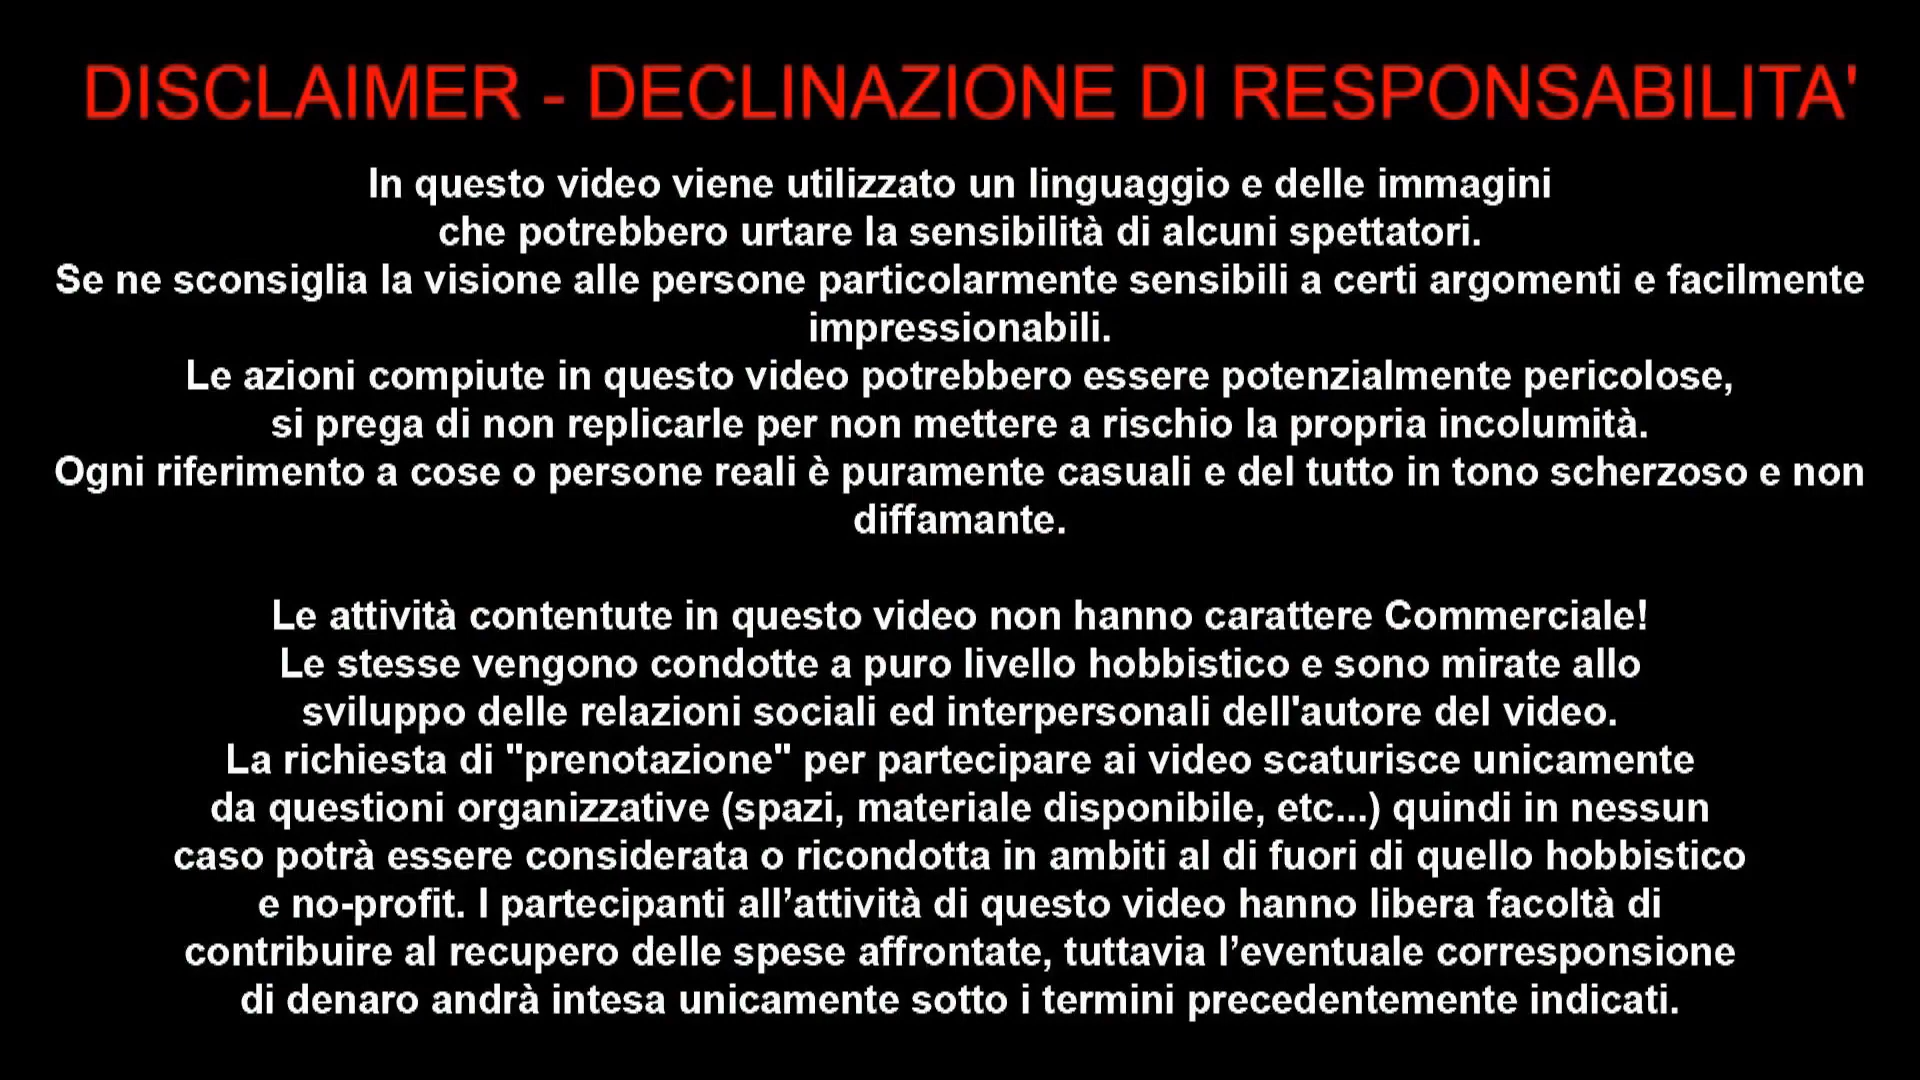 DISCLAIMER - DECLINAZIONE DI RESPONSABILITA'
In questo video viene utilizzato un linguaggio e delle immagini
che potrebbero urtare la sensibilità di alcuni spettatori.
Se ne sconsiglia la visione alle persone particolarmente sensibili a certi argomenti e facilmente
impressionabili.
Le azioni compiute in questo video potrebbero essere potenzialmente pericolose,
si prega di non replicarle per non mettere a rischio la propria incolumità.
Ogni riferimento a cose o persone reali è puramente casuali e del tutto in tono scherzoso e non
diffamante.
Le attività contentute in questo video non hanno carattere Commerciale!
Le stesse vengono condotte a puro livello hobbistico e sono mirate allo
sviluppo delle relazioni sociali ed interpersonali dell'autore del video.
La richiesta di "prenotazione" per partecipare ai video scaturisce unicamente
da questioni organizzative (spazi, materiale disponibile, etc...) quindi in nessun
caso potrà essere considerata o ricondotta in ambiti al di fuori di quello hobbistico
e no-profit. I partecipanti all’attività di questo video hanno libera facoltà di
contribuire al recupero delle spese affrontate, tuttavia l’eventuale corresponsione
di denaro andrà intesa unicamente sotto i termini precedentemente indicati.